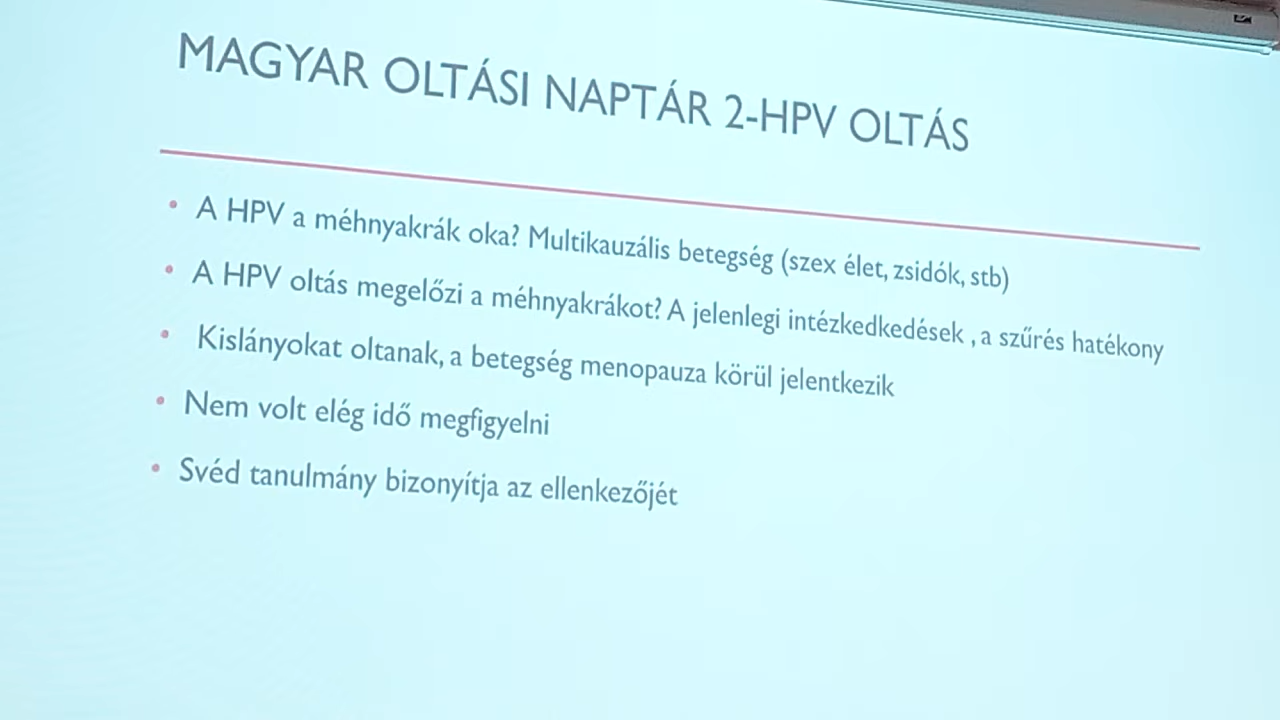 MAGYAR OLTÁSI NAPTÁR 2-HPV OLTÁS
• A HPV a méhnyakrák oka? Multikauzális betegség (szex élet, zsidók, stb)
• A HPV oltás megelőzi a méhnyakrákot? A jelenlegi intézkedkedések , a szűrés hatékony
• Kislányokat oltanak, a betegség menopauza körül jelentkezik
• Nem volt elég idő megfigyelni
• Svéd tanulmány bizonyítja az ellenkezőjét